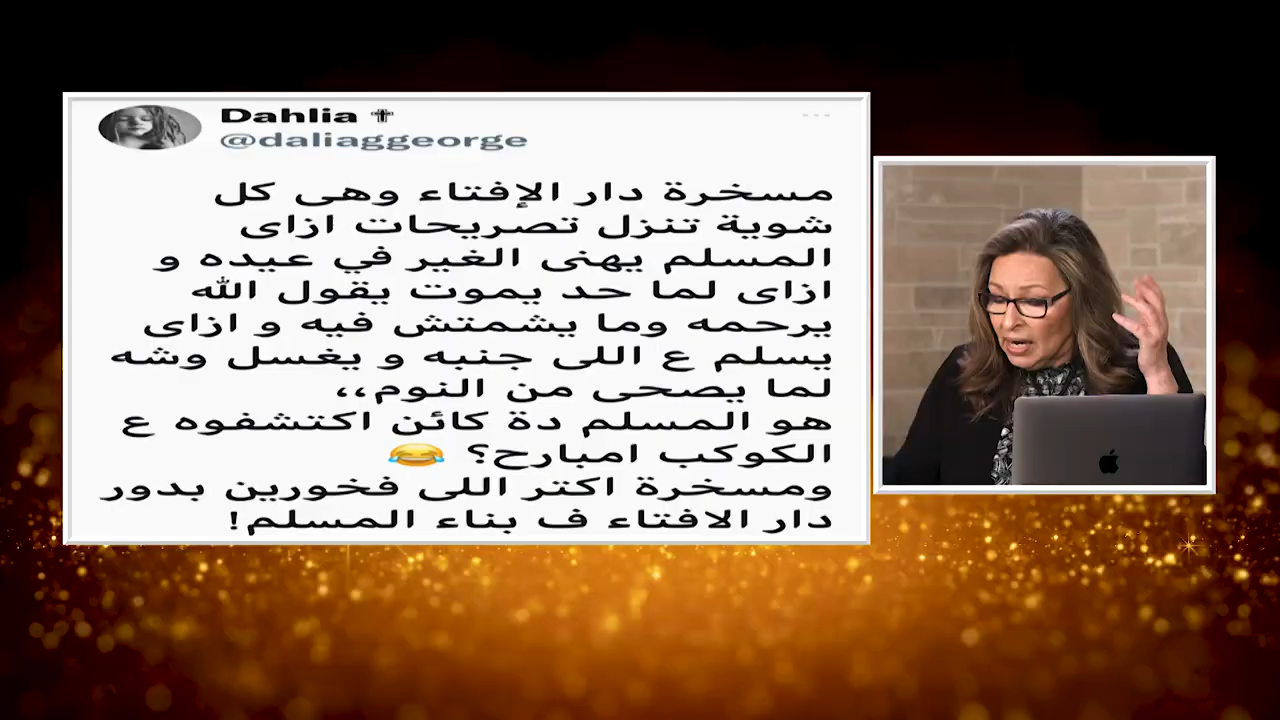 Dahlia ✟
@daliaggeorge
مسخرة دار الإفتاء وهى كل
شوية تنزل تصريحات ازاى
المسلم يهنى الغير في عيده و
ازاى لما حد يموت يقول الله
يرحمه وما يشمتش فيه و ازاى
يسلم ع اللى جنبه و يغسل وشه
لما يصحى من النوم،،
هو المسلم دة كائن اكتشفوه ع
الكوكب امبارح؟ 😂
ومسخرة اكتر اللى فخورين بدور
دار الافتاء ف بناء المسلم!